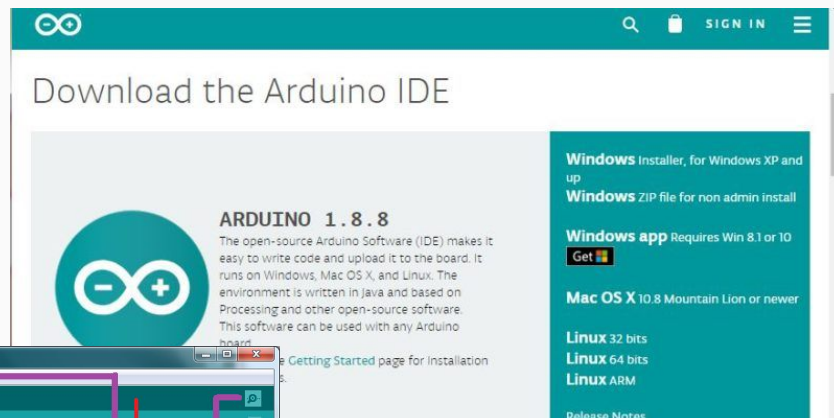 SIGN IN
Download the Arduino IDE
ARDUINO 1.8.8
The open-source Arduino Software (IDE) makes it
easy to write code and upload it to the board. It
runs on Windows, Mac OS X, and Linux. The
environment is written in Java and based on
Processing and other open-source software.
This software can be used with any Arduino
board.
Getting Started page for Installation
Windows Installer, for Windows XP and
up
Windows ZIP file for non admin install
Windows app Requires Win 8.1 or 10
Get
Mac OS X 10.8 Mountain Lion or newer
Linux 32 bits
Linux 64 bits
Linux ARM
Release Notes